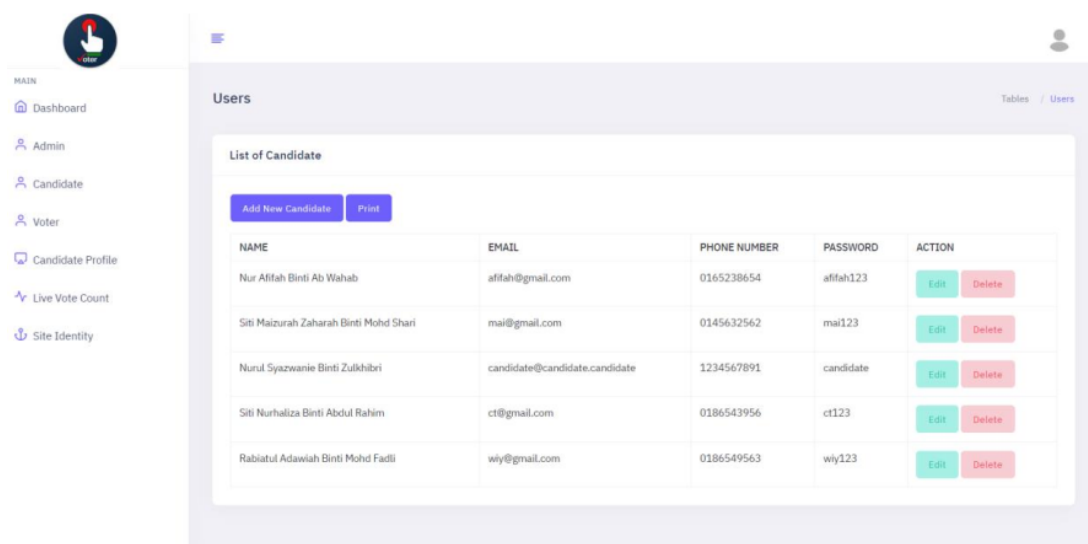 Voter
MAIN
Dashboard
Admin
Candidate
Voter
Candidate Profile
Live Vote Count
Site Identity
Users
Tables / Users
List of Candidate
Add New Candidate Print
NAME EMAIL PHONE NUMBER PASSWORD ACTION
Nur Afifah Binti Ab Wahab afifah@gmail.com 0165238654 afifah123 Edit Delete
Siti Maizurah Zaharah Binti Mohd Shari mai@gmail.com 0145632562 mai123 Edit Delete
Nurul Syazwanie Binti Zulkhibri candidate@candidate.candidate 1234567891 candidate Edit Delete
Siti Nurhaliza Binti Abdul Rahim ct@gmail.com 0186543956 ct123 Edit Delete
Rabiatul Adawiah Binti Mohd Fadli wiy@gmail.com 0186549563 wiy123 Edit Delete